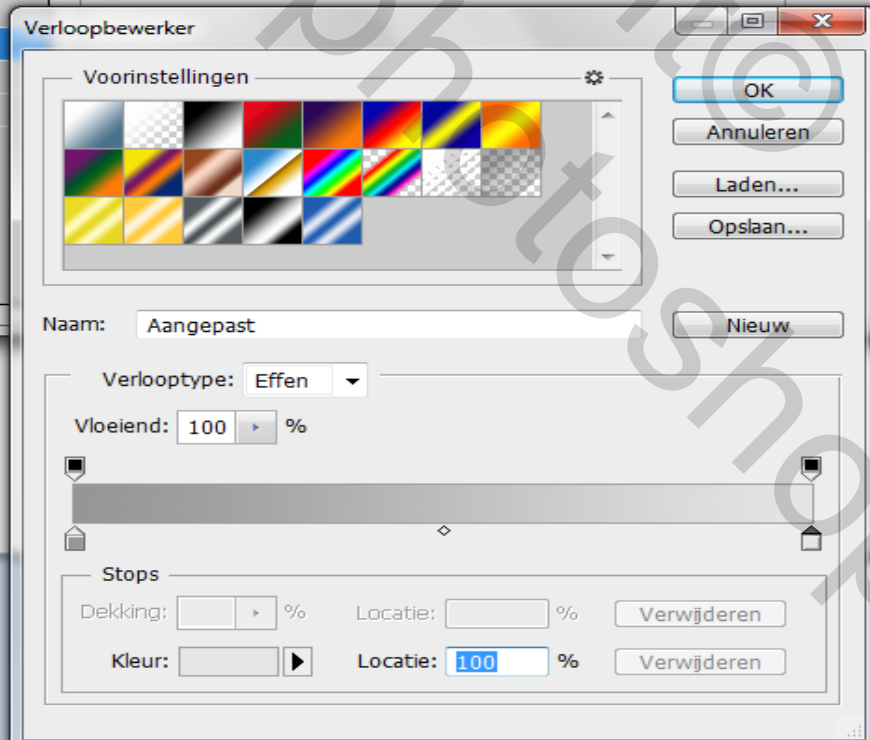 Verloopbewerker
Voorinstellingen
OK
Annuleren
Laden...
Opslaan...
Naam: Aangepast
Nieuw
Verlooptype: Effen
Vloeiend: 100 %
Stops
Dekking: % Locatie: % Verwijderen
Kleur: Locatie: 100 % Verwijderen
photoshop